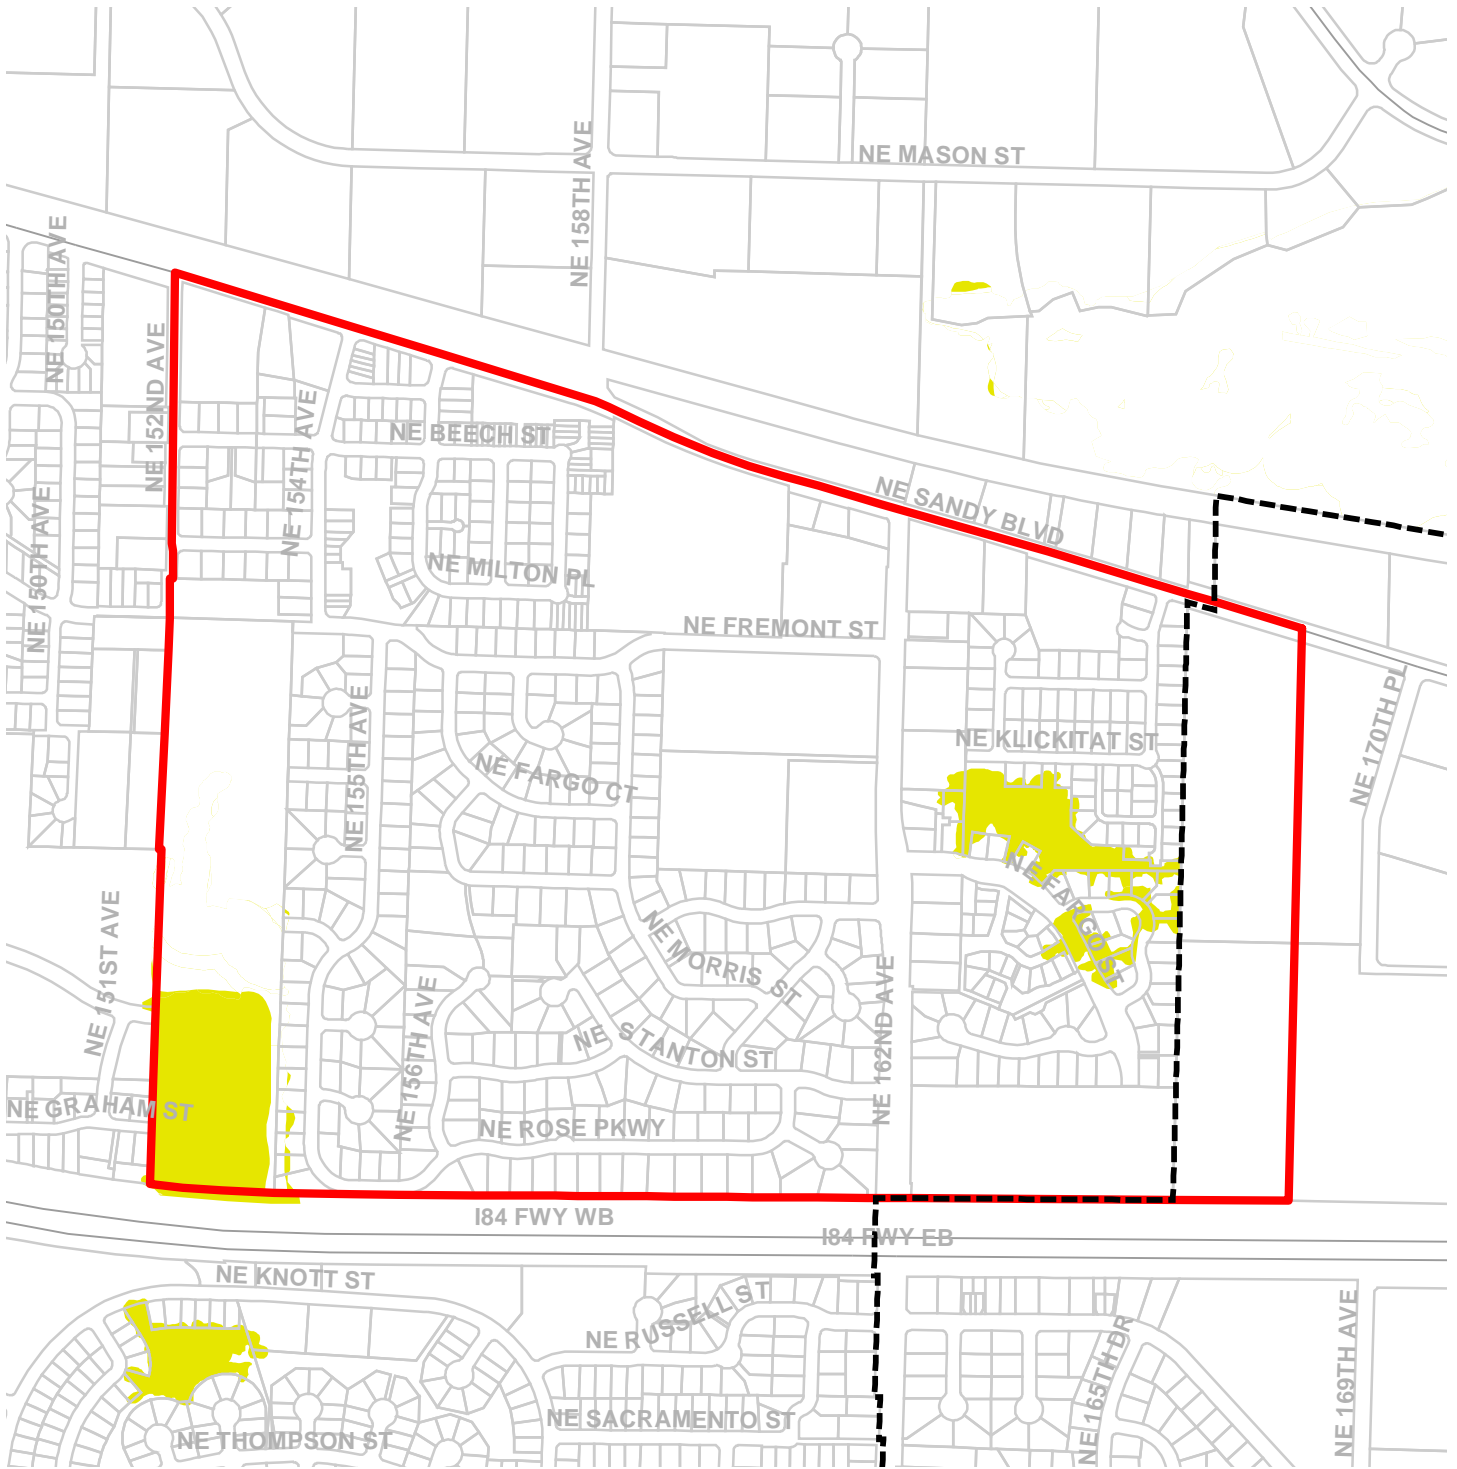 NE MASON ST
NE 158TH AVE
NE 150TH AVE
NE 152ND AVE
NE 154TH AVE
NE BEECH ST
NE SANDY BLVD
NE 150TH AVE
NE MILTON PL
NE FREMONT ST
NE 155TH AVE
NE KLICKITAT ST
NE 170TH PL
NE FARGO CT
NE FARGO ST
NE 151ST AVE
NE MORRIS ST
NE 156TH AVE
NE STANTON ST
NE 162ND AVE
NE GRAHAM ST
NE ROSE PKWY
I84 FWY WB
I84 FWY EB
NE KNOTT ST
NE RUSSELL ST
NE 165TH DR
NE 169TH AVE
NE SACRAMENTO ST
NE THOMPSON ST